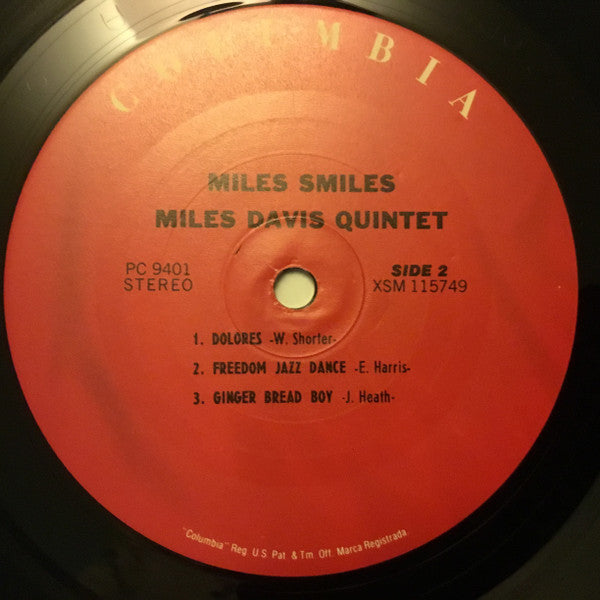 COLUMBIA
MILES SMILES
MILES DAVIS QUINTET
PC 9401 SIDE 2
STEREO XSM 115749
1. DOLORES -W. Shorter-
2. FREEDOM JAZZ DANCE -E. Harris-
3. GINGER BREAD BOY -J. Heath-
"Columbia" Reg. U.S. Pat. & Tm. Off. Marca Registrada.